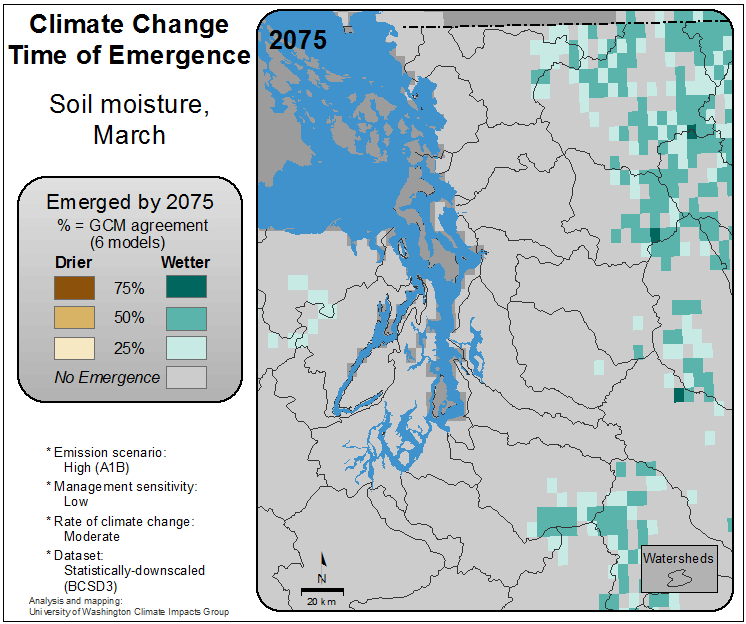 Climate Change
Time of Emergence
Soil moisture,
March
Emerged by 2075
% = GCM agreement
(6 models)
Drier
Wetter
75%
50%
25%
No Emergence
* Emission scenario:
High (A1B)
* Management sensitivity:
Low
* Rate of climate change:
Moderate
* Dataset:
Statistically-downscaled
(BCSD3)
Analysis and mapping:
University of Washington Climate Impacts Group
2075
N
20 km
Watersheds